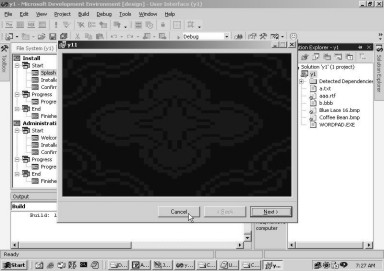 y1 - Microsoft Development Environment [design] - User Interface (y1)
File Edit View Project Build Debug Tools Window Help
Debug
File System (y1)
y11
Solution Explorer - y1
Toolbox
Solution Explorer
Install
Start
Splash
Installa
Confir
Progress
Progre
End
Finishe
Administrati
Start
Welcor
Installa
Confir
Progress
Progre
End
Finishe
Solution 'y1' (1 project)
y1
Detected Dependencies
a.txt
aaa.rtf
b.bbb
Blue Lace 16.bmp
Coffee Bean.bmp
WORDPAD.EXE
Cancel
< Back
Next >
Output
Build
Build: 1
computer
Ready
Start
7:27 AM